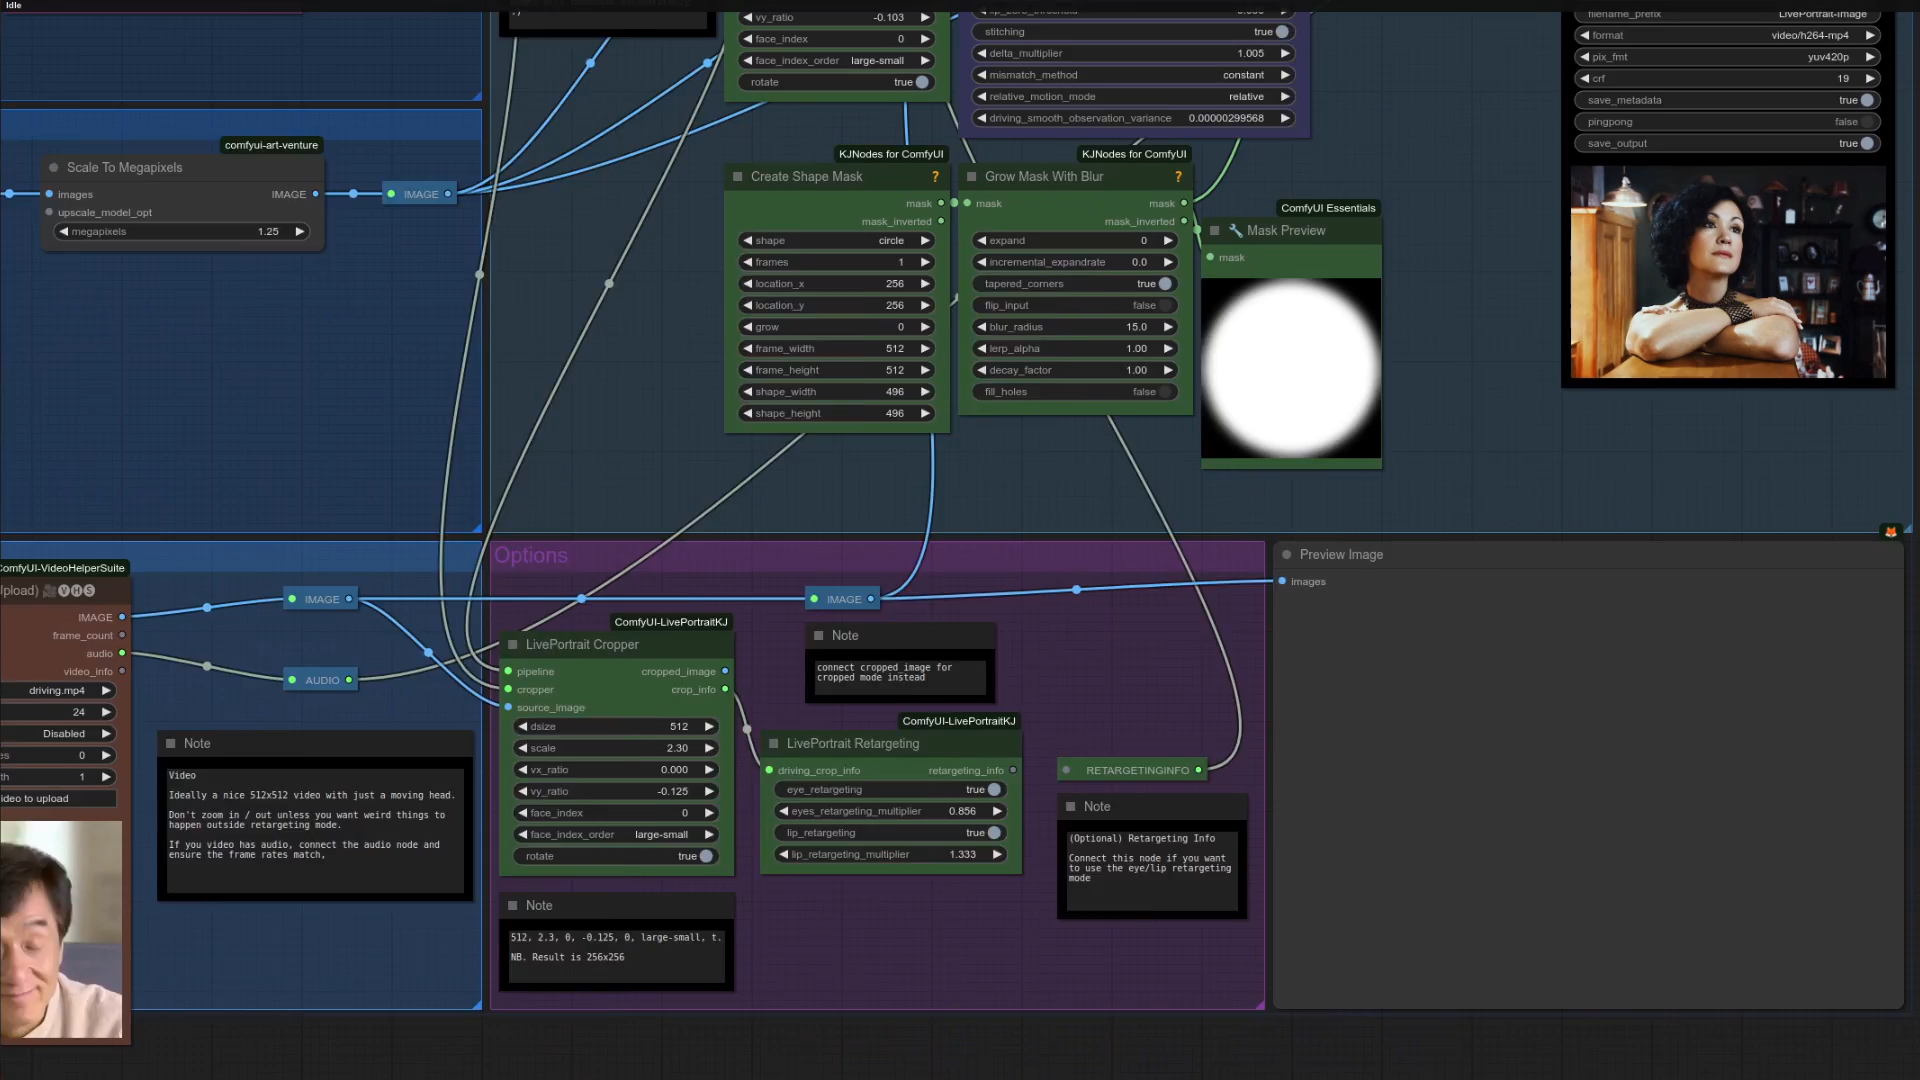 Idle
vy_ratio -0.103
face_index 0
face_index_order large-small
rotate true
stitching true
delta_multiplier 1.005
mismatch_method constant
relative_motion_mode relative
driving_smooth_observation_variance 0.00000299568
filename_prefix LivePortrait-Image
format video/h264-mp4
pix_fmt yuv420p
crf 19
save_metadata true
pingpong false
save_output true
comfyui-art-venture
Scale To Megapixels
images IMAGE
upscale_model_opt
megapixels 1.25
IMAGE
KJNodes for ComfyUI
Create Shape Mask ?
mask
mask_inverted
shape circle
frames 1
location_x 256
location_y 256
grow 0
frame_width 512
frame_height 512
shape_width 496
shape_height 496
KJNodes for ComfyUI
Grow Mask With Blur ?
mask mask
mask_inverted
expand 0
incremental_expandrate 0.0
tapered_corners true
flip_input false
blur_radius 15.0
lerp_alpha 1.00
decay_factor 1.00
fill_holes false
ComfyUI Essentials
Mask Preview
mask
ComfyUI-VideoHelperSuite
Upload) VHS
IMAGE
frame_count
audio
video_info
driving.mp4
24
Disabled
es 0
th 1
ideo to upload
IMAGE
AUDIO
Note
Video
Ideally a nice 512x512 video with just a moving head.
Don't zoom in / out unless you want weird things to
happen outside retargeting mode.
If you video has audio, connect the audio node and
ensure the frame rates match,
Options
IMAGE
ComfyUI-LivePortraitKJ
LivePortrait Cropper
pipeline cropped_image
cropper crop_info
source_image
dsize 512
scale 2.30
vx_ratio 0.000
vy_ratio -0.125
face_index 0
face_index_order large-small
rotate true
Note
512, 2.3, 0, -0.125, 0, large-small, t.
NB. Result is 256x256
Note
connect cropped_image for
cropped mode instead
ComfyUI-LivePortraitKJ
LivePortrait Retargeting
driving_crop_info retargeting_info
eye_retargeting true
eyes_retargeting_multiplier 0.856
lip_retargeting true
lip_retargeting_multiplier 1.333
RETARGETINGINFO
Note
(Optional) Retargeting Info
Connect this node if you want
to use the eye/lip retargeting
mode
Preview Image
images